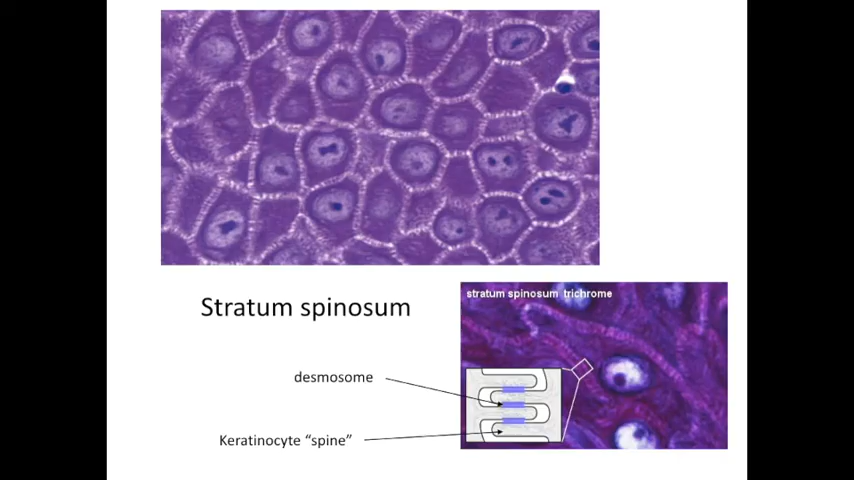 Stratum spinosum
stratum spinosum trichrome
desmosome
Keratinocyte “spine”